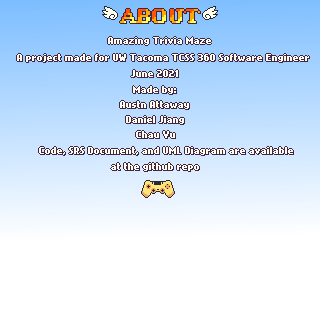 ABOUT
Amazing Trivia Maze
A project made for UW Tacoma TCSS 360 Software Engineer
June 2021
Made by:
Austn Attaway
Daniel Jiang
Chau Vu
Code, SRS Document, and UML Diagram are available
at the github repo